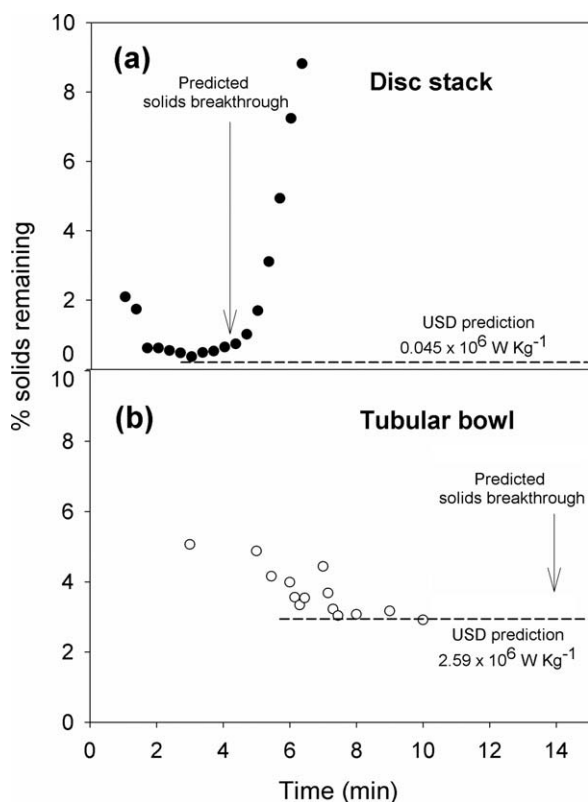 10
(a)
Predicted
solids breakthrough
Disc stack
8
6
4
2
0
USD prediction
0.045 x 10⁶ W Kg⁻¹
% solids remaining
10
(b)
Tubular bowl
8
Predicted
solids breakthrough
6
4
2
0
USD prediction
2.59 x 10⁶ W Kg⁻¹
0 2 4 6 8 10 12 14
Time (min)